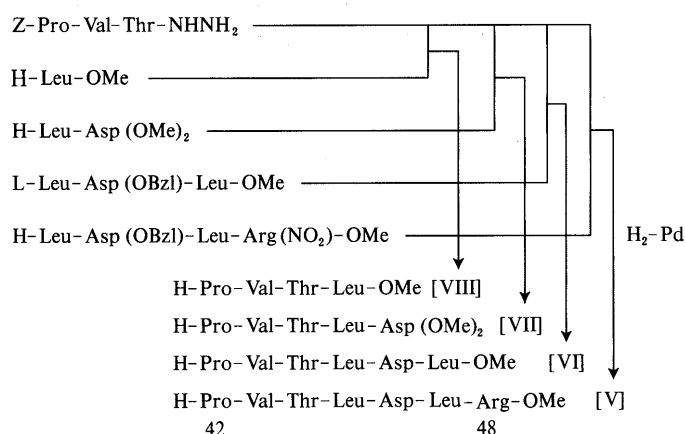 Z-Pro-Val-Thr-NHNH₂
H-Leu-OMe
H-Leu-Asp(OMe)₂
L-Leu-Asp(OBzl)-Leu-OMe
H-Leu-Asp(OBzl)-Leu-Arg(NO₂)-OMe
H₂-Pd
H-Pro-Val-Thr-Leu-OMe [VIII]
H-Pro-Val-Thr-Leu-Asp(OMe)₂ [VII]
H-Pro-Val-Thr-Leu-Asp-Leu-OMe [VI]
H-Pro-Val-Thr-Leu-Asp-Leu-Arg-OMe [V]
42 48